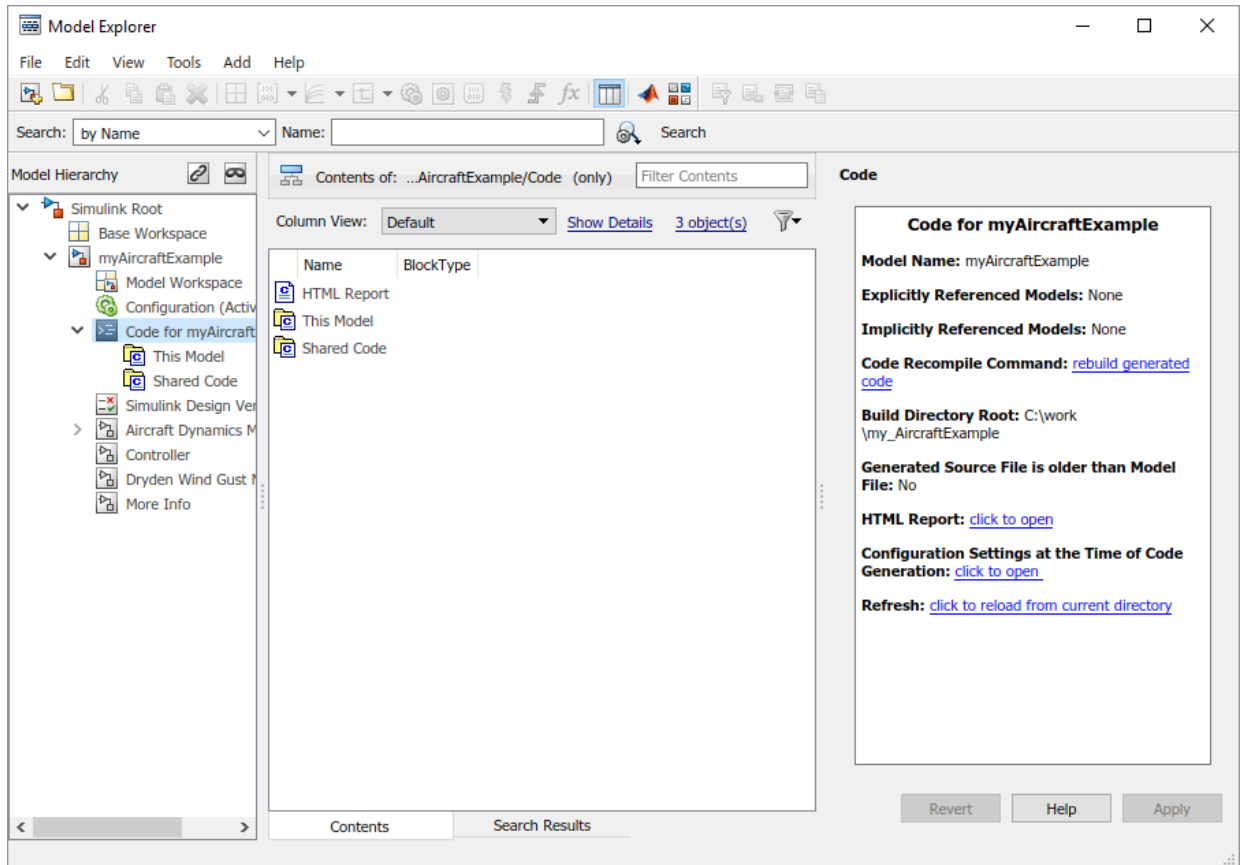 Model Explorer
File Edit View Tools Add Help
fx
Search: by Name Name: Search
Model Hierarchy
Simulink Root
Base Workspace
myAircraftExample
Model Workspace
Configuration (Activ
Code for myAircraft
This Model
Shared Code
Simulink Design Ver
Aircraft Dynamics M
Controller
Dryden Wind Gust M
More Info
Contents of: ...AircraftExample/Code (only) Filter Contents
Column View: Default Show Details 3 object(s)
Name BlockType
HTML Report
This Model
Shared Code
Contents Search Results
Code
Code for myAircraftExample
Model Name: myAircraftExample
Explicitly Referenced Models: None
Implicitly Referenced Models: None
Code Recompile Command: rebuild generated
code
Build Directory Root: C:\work
\my_AircraftExample
Generated Source File is older than Model
File: No
HTML Report: click to open
Configuration Settings at the Time of Code
Generation: click to open
Refresh: click to reload from current directory
Revert Help Apply